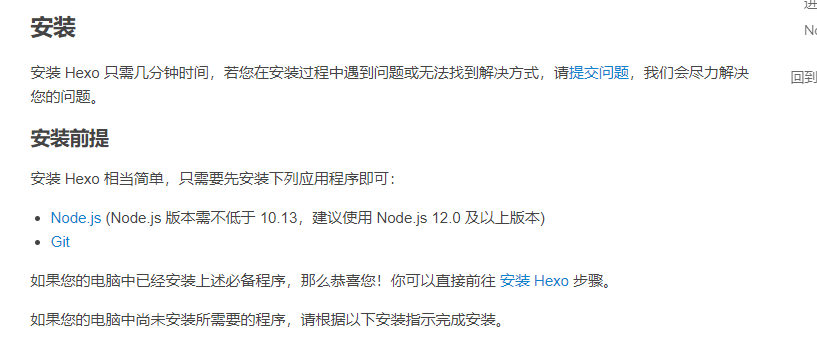 安装
安装 Hexo 只需几分钟时间，若您在安装过程中遇到问题或无法找到解决方式，请提交问题，我们会尽力解决
您的问题。
安装前提
安装 Hexo 相当简单，只需要先安装下列应用程序即可：
Node.js (Node.js 版本需不低于 10.13，建议使用 Node.js 12.0 及以上版本)
Git
如果您的电脑中已经安装上述必备程序，那么恭喜您！你可以直接前往 安装 Hexo 步骤。
如果您的电脑中尚未安装所需要的程序，请根据以下安装指示完成安装。
回到